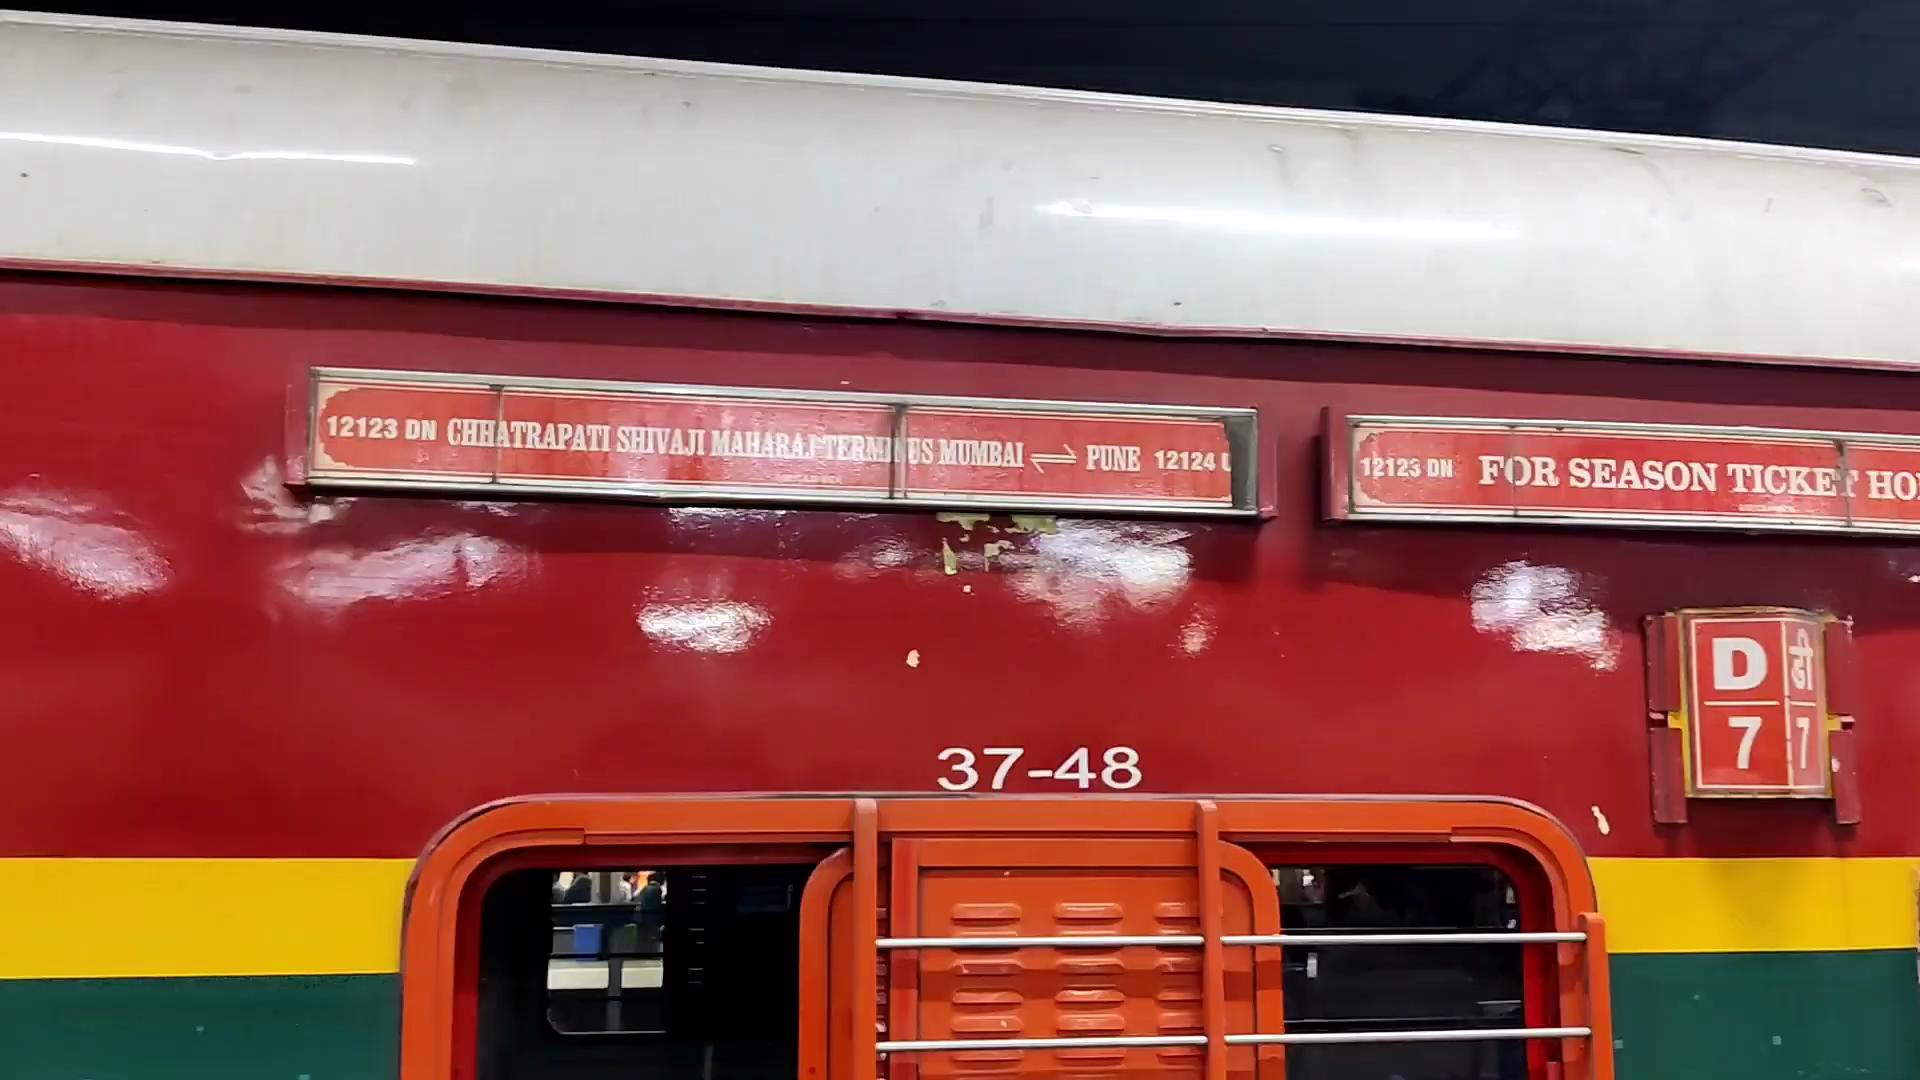 12123 DN CHHATRAPATI SHIVAJI MAHARAJ TERMINUS MUMBAI ⇌ PUNE 12124
12123 DN FOR SEASON TICKET
D डी
7 7
37-48